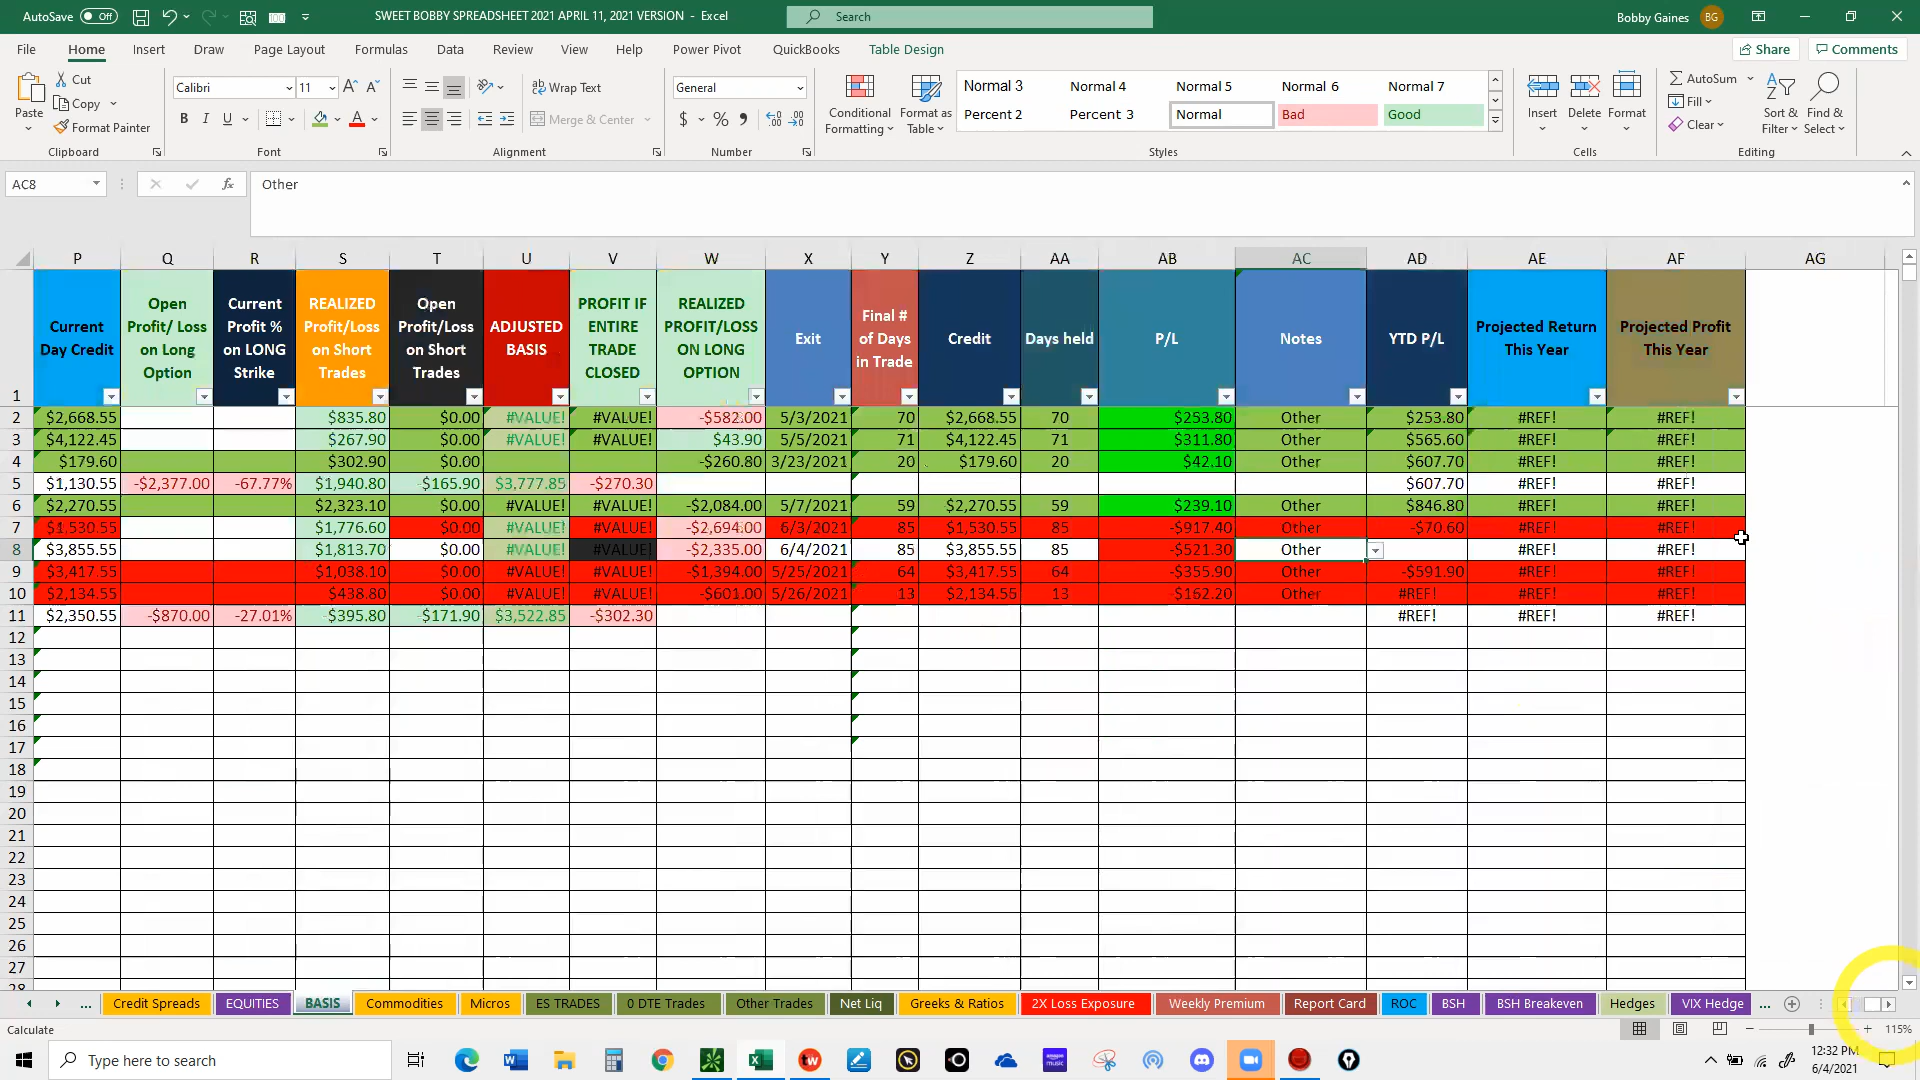 AutoSave Off SWEET BOBBY SPREADSHEET 2021 APRIL 11, 2021 VERSION - Excel Search Bobby Gaines BG
File Home Insert Draw Page Layout Formulas Data Review View Help Power Pivot QuickBooks Table Design Share Comments
Paste Cut Copy Format Painter
Calibri 11
B I U
Wrap Text
Merge & Center
General
Conditional Formatting Format as Table
Normal 3 Normal 4 Normal 5 Normal 6 Normal 7
Percent 2 Percent 3 Normal Bad Good
Insert Delete Format
AutoSum Fill Clear Sort & Filter Find & Select
Clipboard Font Alignment Number Styles Cells Editing
AC8 fx Other
P Q R S T U V W X Y Z AA AB AC AD AE AF AG
1 Current Day Credit Open Profit/ Loss on Long Option Current Profit % on LONG Strike REALIZED Profit/Loss on Short Trades Open Profit/Loss on Short Trades ADJUSTED BASIS PROFIT IF ENTIRE TRADE CLOSED REALIZED PROFIT/LOSS ON LONG OPTION Exit Final # of Days in Trade Credit Days held P/L Notes YTD P/L Projected Return This Year Projected Profit This Year
2 $2,668.55 $835.80 $0.00 #VALUE! #VALUE! -$582.00 5/3/2021 70 $2,668.55 70 $253.80 Other $253.80 #REF! #REF!
3 $4,122.45 $267.90 $0.00 #VALUE! #VALUE! $43.90 5/5/2021 71 $4,122.45 71 $311.80 Other $565.60 #REF! #REF!
4 $179.60 $302.90 $0.00 -$260.80 3/23/2021 20 $179.60 20 $42.10 Other $607.70 #REF! #REF!
5 $1,130.55 -$2,377.00 -67.77% $1,940.80 -$165.90 $3,777.85 -$270.30 $607.70 #REF! #REF!
6 $2,270.55 $2,323.10 $0.00 #VALUE! #VALUE! -$2,084.00 5/7/2021 59 $2,270.55 59 $239.10 Other $846.80 #REF! #REF!
7 $1,530.55 $1,776.60 $0.00 #VALUE! #VALUE! -$2,694.00 6/3/2021 85 $1,530.55 85 -$917.40 Other -$70.60 #REF! #REF!
8 $3,855.55 $1,813.70 $0.00 #VALUE! #VALUE! -$2,335.00 6/4/2021 85 $3,855.55 85 -$521.30 Other #REF! #REF!
9 $3,417.55 $1,038.10 $0.00 #VALUE! #VALUE! -$1,394.00 5/25/2021 64 $3,417.55 64 -$355.90 Other -$591.90 #REF! #REF!
10 $2,134.55 $438.80 $0.00 #VALUE! #VALUE! -$601.00 5/26/2021 13 $2,134.55 13 -$162.20 Other #REF! #REF! #REF!
11 $2,350.55 -$870.00 -27.01% $395.80 $171.90 $3,522.85 -$302.30 #REF! #REF! #REF!
12
13
14
15
16
17
18
19
20
21
22
23
24
25
26
27
28
... Credit Spreads EQUITIES BASIS Commodities Micros ES TRADES 0 DTE Trades Other Trades Net Liq Greeks & Ratios 2X Loss Exposure Weekly Premium Report Card ROC BSH BSH Breakeven Hedges VIX Hedge ...
Calculate 115%
Type here to search 12:32 PM
6/4/2021